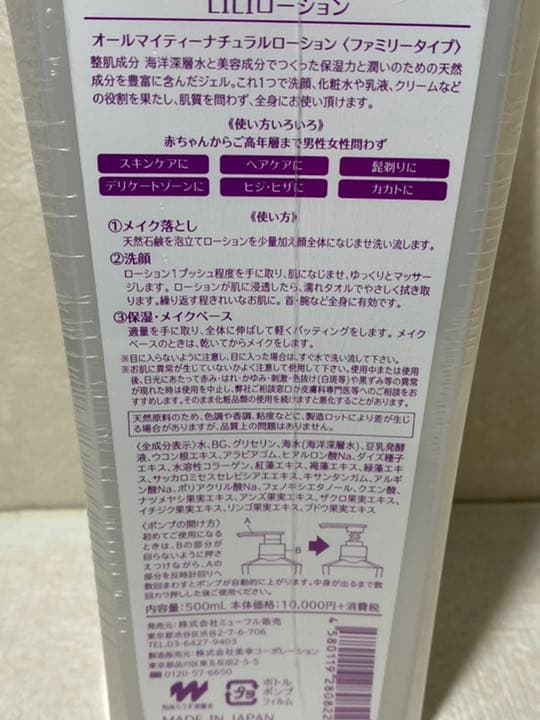 LILIローション
オールマイティーナチュラルローション〈ファミリータイプ〉
整肌成分 海洋深層水と美容成分でつくった保湿力と潤いのための天然
成分を豊富に含んだジェル。これ1つで洗顔、化粧水や乳液、クリームなど
の役割を果たし、肌質を問わず、全身にお使い頂けます。
《使い方いろいろ》
赤ちゃんからご高年層まで男性女性問わず
スキンケアに ヘアケアに 髭剃りに
デリケートゾーンに ヒジ・ヒザに カカトに
《使い方》
①メイク落とし
天然石鹸を泡立てローションを少量加え顔全体になじませ洗い流します。
②洗顔
ローション1プッシュ程度を手に取り、肌になじませ、ゆっくりとマッサー
ジします。ローションが肌に浸透したら、濡れタオルでやさしく拭き取
ります。繰り返す程きれいなお肌に。首・腕など全身に有効です。
③保湿・メイクベース
適量を手に取り、全体に伸ばして軽くパッティングをします。メイク
ベースのときは、乾いてからメイクをします。
※目に入らないように注意し、目に入った場合は、すぐ水で洗い流して下さい。
※お肌に異常が生じていないかよく注意して使用して下さい。使用中または使用
後、日光にあたって赤み・はれ・かゆみ・刺激・色抜け(白斑等)や黒ずみ等の異常
が現れた時は使用を中止し、弊社ご相談窓口か皮膚科専門医等へのご相談をお
すすめします。そのまま化粧品類の使用を続けますと悪化することがあります。
天然原料のため、色調や香調、粘度などに、製造ロットにより差が生じ
る場合がありますが、品質上の問題はありません。
〈全成分表示〉水、BG、グリセリン、海水(海洋深層水)、豆乳発酵
液、ウコン根エキス、アラビアゴム、ヒアルロン酸Na、ダイズ種子
エキス、水溶性コラーゲン、紅藻エキス、褐藻エキス、緑藻エ
キス、サッカロミセスセレビシアエエキス、キサンタンガム、アルギ
ン酸Na、ポリアクリル酸Na、フェノキシエタノール、クエン酸、
ナツメヤシ果実エキス、アンズ果実エキス、ザクロ果実エキス、
イチジク果実エキス、リンゴ果実エキス、ブドウ果実エキス
〈ポンプの開け方〉
初めてご使用になる
ときは、Bの部分が
回らないように押さ
えつけながら、Aの
部分を反時計回りへ
数回まわすとポンプが自動的に上がります。中身が出るまで数
回カラ押しした後ご使用ください。
A
B
内容量：500mL 本体価格：10,000円+消費税
発売元：株式会社ミューフル販売
東京都渋谷区渋谷2-7-6-706
TEL.03-6427-9403
製造販売元：株式会社美幸コーポレーション
東京都品川区東五反田2-5-5
0120-57-6650
ボトル
ポンプ
フィルム
プラ
MADE IN JAPAN
4 580119 280822